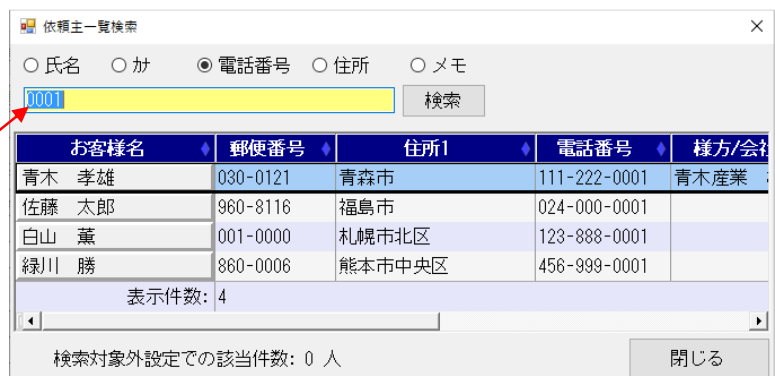 依頼主一覧検索
氏名 カナ 電話番号 住所 メモ
0001 検索
お客様名 郵便番号 住所1 電話番号 様方/会社
青木 孝雄 030-0121 青森市 111-222-0001 青木産業
佐藤 太郎 960-8116 福島市 024-000-0001
白山 薫 001-0000 札幌市北区 123-888-0001
緑川 勝 860-0006 熊本市中央区 456-999-0001
表示件数: 4
検索対象外設定での該当件数: 0 人 閉じる